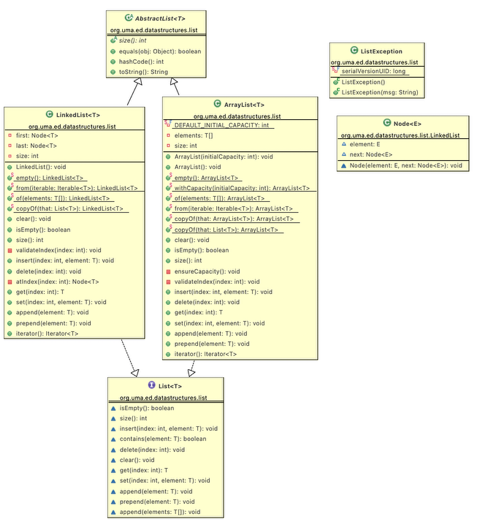 AbstractList<T>
org.uma.ed.datastructures.list
size(): int
equals(obj: Object): boolean
hashCode(): int
toString(): String
ListException
org.uma.ed.datastructures.list
serialVersionUID: long
ListException()
ListException(msg: String)
LinkedList<T>
org.uma.ed.datastructures.list
first: Node<T>
last: Node<T>
size: int
LinkedList(): void
empty(): LinkedList<T>
from(iterable: Iterable<T>): LinkedList<T>
of(elements: T[]): LinkedList<T>
copyOf(that: List<T>): LinkedList<T>
clear(): void
isEmpty(): boolean
size(): int
validateIndex(index: int): void
insert(index: int, element: T): void
delete(index: int): void
atIndex(index: int): Node<T>
get(index: int): T
set(index: int, element: T): void
append(element: T): void
prepend(element: T): void
iterator(): Iterator<T>
ArrayList<T>
org.uma.ed.datastructures.list
DEFAULT_INITIAL_CAPACITY: int
elements: T[]
size: int
ArrayList(initialCapacity: int): void
ArrayList(): void
empty(): ArrayList<T>
withCapacity(initialCapacity: int): ArrayList<T>
of(elements: T[]): ArrayList<T>
from(iterable: Iterable<T>): ArrayList<T>
copyOf(that: ArrayList<T>): ArrayList<T>
copyOf(that: List<T>): ArrayList<T>
clear(): void
isEmpty(): boolean
size(): int
ensureCapacity(): void
validateIndex(index: int): void
insert(index: int, element: T): void
delete(index: int): void
get(index: int): T
set(index: int, element: T): void
append(element: T): void
prepend(element: T): void
iterator(): Iterator<T>
Node<E>
org.uma.ed.datastructures.list.LinkedList
element: E
next: Node<E>
Node(element: E, next: Node<E>): void
List<T>
org.uma.ed.datastructures.list
isEmpty(): boolean
size(): int
insert(index: int, element: T): void
contains(element: T): boolean
delete(index: int): void
clear(): void
get(index: int): T
set(index: int, element: T): void
append(element: T): void
prepend(element: T): void
append(elements: T[]): void